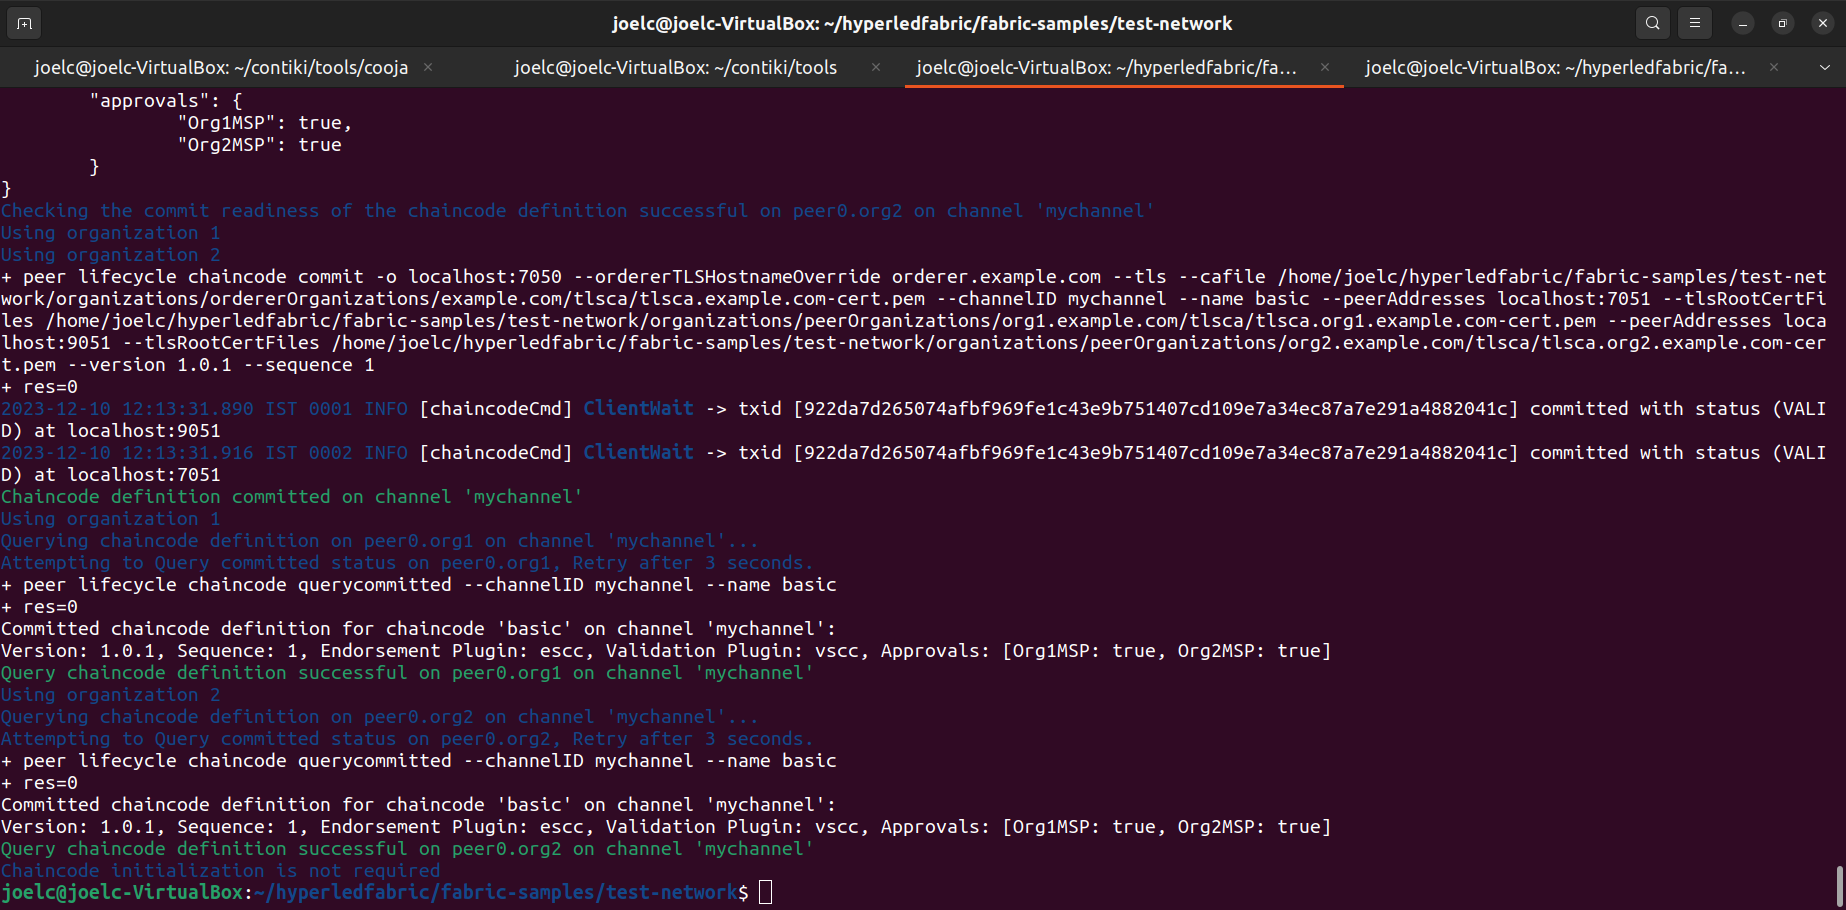 joelc@joelc-VirtualBox: ~/hyperledfabric/fabric-samples/test-network
joelc@joelc-VirtualBox: ~/contiki/tools/cooja
joelc@joelc-VirtualBox: ~/contiki/tools
joelc@joelc-VirtualBox: ~/hyperledfabric/fa...
joelc@joelc-VirtualBox: ~/hyperledfabric/fa...
        "approvals": {
                "Org1MSP": true,
                "Org2MSP": true
        }
}
Checking the commit readiness of the chaincode definition successful on peer0.org2 on channel 'mychannel'
Using organization 1
Using organization 2
+ peer lifecycle chaincode commit -o localhost:7050 --ordererTLSHostnameOverride orderer.example.com --tls --cafile /home/joelc/hyperledfabric/fabric-samples/test-net
work/organizations/ordererOrganizations/example.com/tlsca/tlsca.example.com-cert.pem --channelID mychannel --name basic --peerAddresses localhost:7051 --tlsRootCertFi
les /home/joelc/hyperledfabric/fabric-samples/test-network/organizations/peerOrganizations/org1.example.com/tlsca/tlsca.org1.example.com-cert.pem --peerAddresses loca
lhost:9051 --tlsRootCertFiles /home/joelc/hyperledfabric/fabric-samples/test-network/organizations/peerOrganizations/org2.example.com/tlsca/tlsca.org2.example.com-cer
t.pem --version 1.0.1 --sequence 1
+ res=0
2023-12-10 12:13:31.890 IST 0001 INFO [chaincodeCmd] ClientWait -> txid [922da7d265074afbf969fe1c43e9b751407cd109e7a34ec87a7e291a4882041c] committed with status (VALI
D) at localhost:9051
2023-12-10 12:13:31.916 IST 0002 INFO [chaincodeCmd] ClientWait -> txid [922da7d265074afbf969fe1c43e9b751407cd109e7a34ec87a7e291a4882041c] committed with status (VALI
D) at localhost:7051
Chaincode definition committed on channel 'mychannel'
Using organization 1
Querying chaincode definition on peer0.org1 on channel 'mychannel'...
Attempting to Query committed status on peer0.org1, Retry after 3 seconds.
+ peer lifecycle chaincode querycommitted --channelID mychannel --name basic
+ res=0
Committed chaincode definition for chaincode 'basic' on channel 'mychannel':
Version: 1.0.1, Sequence: 1, Endorsement Plugin: escc, Validation Plugin: vscc, Approvals: [Org1MSP: true, Org2MSP: true]
Query chaincode definition successful on peer0.org1 on channel 'mychannel'
Using organization 2
Querying chaincode definition on peer0.org2 on channel 'mychannel'...
Attempting to Query committed status on peer0.org2, Retry after 3 seconds.
+ peer lifecycle chaincode querycommitted --channelID mychannel --name basic
+ res=0
Committed chaincode definition for chaincode 'basic' on channel 'mychannel':
Version: 1.0.1, Sequence: 1, Endorsement Plugin: escc, Validation Plugin: vscc, Approvals: [Org1MSP: true, Org2MSP: true]
Query chaincode definition successful on peer0.org2 on channel 'mychannel'
Chaincode initialization is not required
joelc@joelc-VirtualBox:~/hyperledfabric/fabric-samples/test-network$